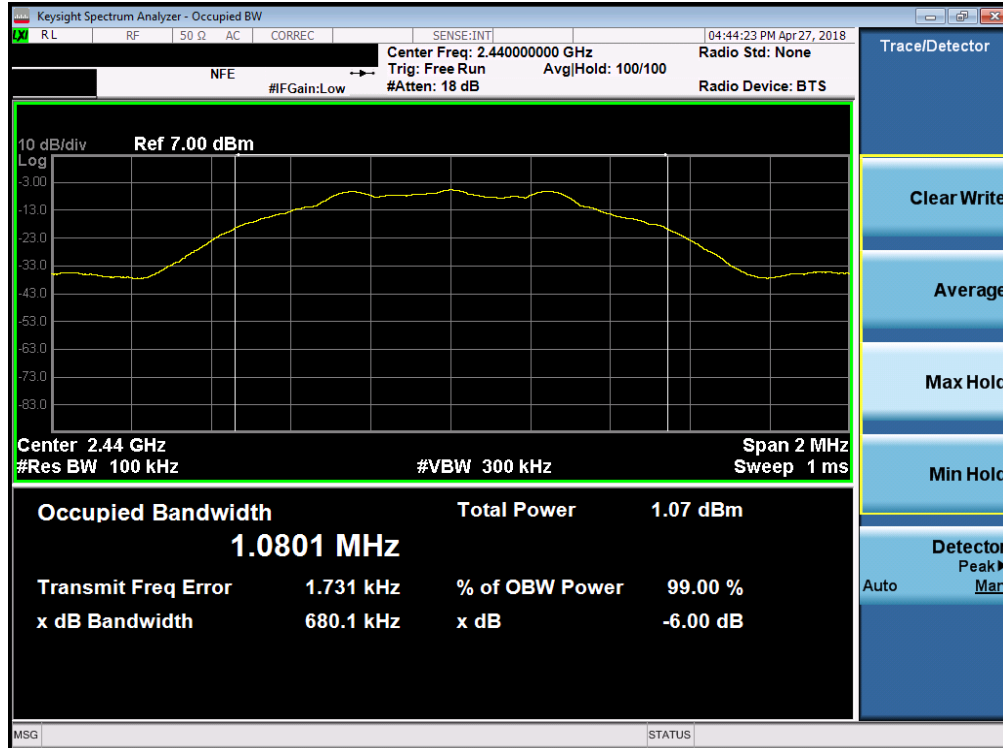 Keysight Spectrum Analyzer - Occupied BW
LXI RL RF 50 Ω AC CORREC SENSE:INT 04:44:23 PM Apr 27, 2018
Center Freq: 2.440000000 GHz Radio Std: None
NFE Trig: Free Run Avg|Hold: 100/100
#IFGain:Low #Atten: 18 dB Radio Device: BTS
Trace/Detector
10 dB/div Ref 7.00 dBm
Log
-3.00
-13.0
-23.0
-33.0
-43.0
-53.0
-63.0
-73.0
-83.0
Center 2.44 GHz Span 2 MHz
#Res BW 100 kHz #VBW 300 kHz Sweep 1 ms
Occupied Bandwidth Total Power 1.07 dBm
1.0801 MHz
Transmit Freq Error 1.731 kHz % of OBW Power 99.00 %
x dB Bandwidth 680.1 kHz x dB -6.00 dB
Clear Write
Average
Max Hold
Min Hold
Detector
Peak
Auto Man
MSG STATUS